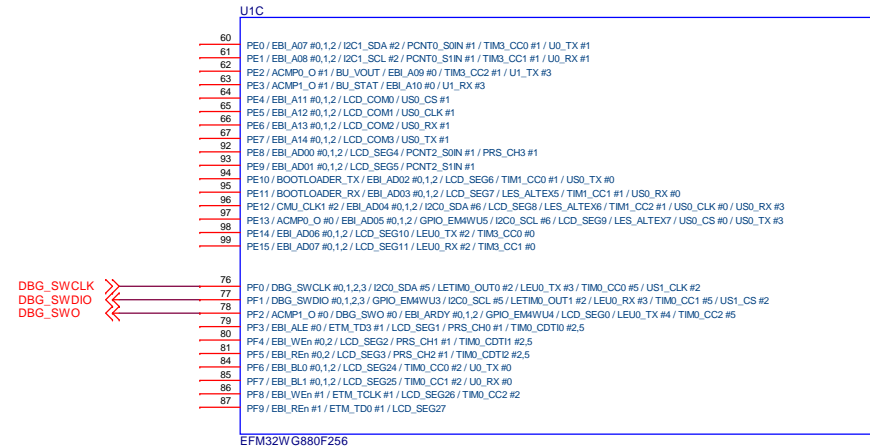 U1C
60 PE0 / EBI_A07 #0,1,2 / I2C1_SDA #2 / PCNT0_S0IN #1 / TIM3_CC0 #1 / U0_TX #1
61 PE1 / EBI_A08 #0,1,2 / I2C1_SCL #2 / PCNT0_S1IN #1 / TIM3_CC1 #1 / U0_RX #1
62 PE2 / ACMP0_O #1 / BU_VOUT / EBI_A09 #0 / TIM3_CC2 #1 / U1_TX #3
63 PE3 / ACMP1_O #1 / BU_STAT / EBI_A10 #0 / U1_RX #3
64 PE4 / EBI_A11 #0,1,2 / LCD_COM0 / US0_CS #1
65 PE5 / EBI_A12 #0,1,2 / LCD_COM1 / US0_CLK #1
66 PE6 / EBI_A13 #0,1,2 / LCD_COM2 / US0_RX #1
67 PE7 / EBI_A14 #0,1,2 / LCD_COM3 / US0_TX #1
92 PE8 / EBI_AD00 #0,1,2 / LCD_SEG4 / PCNT2_S0IN #1 / PRS_CH3 #1
93 PE9 / EBI_AD01 #0,1,2 / LCD_SEG5 / PCNT2_S1IN #1
94 PE10 / BOOTLOADER_TX / EBI_AD02 #0,1,2 / LCD_SEG6 / TIM1_CC0 #1 / US0_TX #0
95 PE11 / BOOTLOADER_RX / EBI_AD03 #0,1,2 / LCD_SEG7 / LES_ALTEX5 / TIM1_CC1 #1 / US0_RX #0
96 PE12 / CMU_CLK1 #2 / EBI_AD04 #0,1,2 / I2C0_SDA #6 / LCD_SEG8 / LES_ALTEX6 / TIM1_CC2 #1 / US0_CLK #0 / US0_RX #3
97 PE13 / ACMP0_O #0 / EBI_AD05 #0,1,2 / GPIO_EM4WU5 / I2C0_SCL #6 / LCD_SEG9 / LES_ALTEX7 / US0_CS #0 / US0_TX #3
98 PE14 / EBI_AD06 #0,1,2 / LCD_SEG10 / LEU0_TX #2 / TIM3_CC0 #0
99 PE15 / EBI_AD07 #0,1,2 / LCD_SEG11 / LEU0_RX #2 / TIM3_CC1 #0
DBG_SWCLK 76 PF0 / DBG_SWCLK #0,1,2,3 / I2C0_SDA #5 / LETIM0_OUT0 #2 / LEU0_TX #3 / TIM0_CC0 #5 / US1_CLK #2
DBG_SWDIO 77 PF1 / DBG_SWDIO #0,1,2,3 / GPIO_EM4WU3 / I2C0_SCL #5 / LETIM0_OUT1 #2 / LEU0_RX #3 / TIM0_CC1 #5 / US1_CS #2
DBG_SWO 78 PF2 / ACMP1_O #0 / DBG_SWO #0 / EBI_ARDY #0,1,2 / GPIO_EM4WU4 / LCD_SEG0 / LEU0_TX #4 / TIM0_CC2 #5
79 PF3 / EBI_ALE #0 / ETM_TD3 #1 / LCD_SEG1 / PRS_CH0 #1 / TIM0_CDTI0 #2,5
80 PF4 / EBI_WEn #0,2 / LCD_SEG2 / PRS_CH1 #1 / TIM0_CDTI1 #2,5
81 PF5 / EBI_REn #0,2 / LCD_SEG3 / PRS_CH2 #1 / TIM0_CDTI2 #2,5
84 PF6 / EBI_BL0 #0,1,2 / LCD_SEG24 / TIM0_CC0 #2 / U0_TX #0
85 PF7 / EBI_BL1 #0,1,2 / LCD_SEG25 / TIM0_CC1 #2 / U0_RX #0
86 PF8 / EBI_WEn #1 / ETM_TCLK #1 / LCD_SEG26 / TIM0_CC2 #2
87 PF9 / EBI_REn #1 / ETM_TD0 #1 / LCD_SEG27
EFM32WG880F256